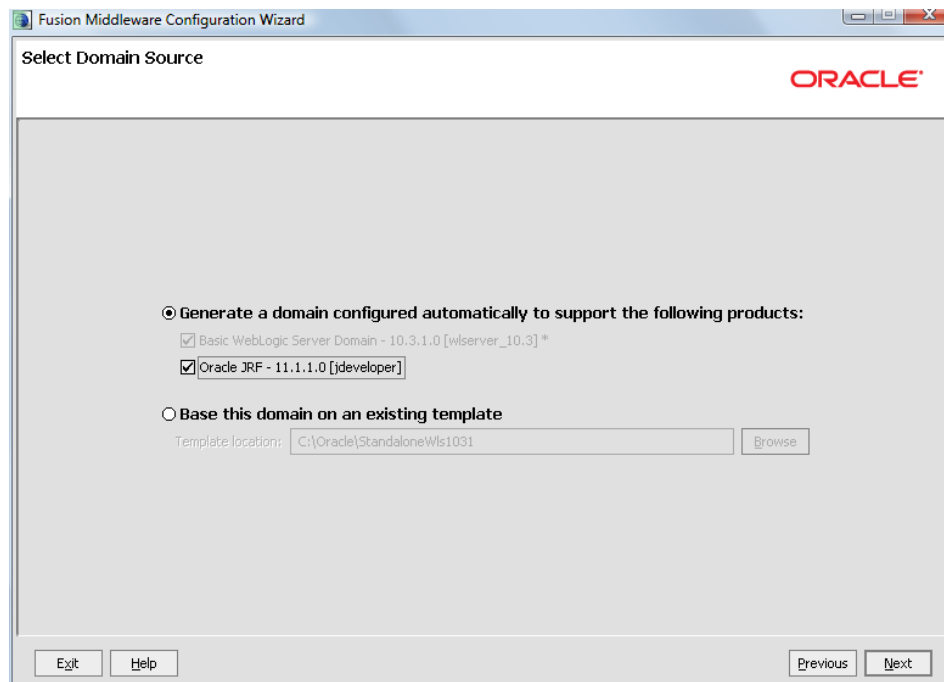 Fusion Middleware Configuration Wizard
Select Domain Source
ORACLE
Generate a domain configured automatically to support the following products:
Basic WebLogic Server Domain - 10.3.1.0 [wlserver_10.3] *
Oracle JRF - 11.1.1.0 [jdeveloper]
Base this domain on an existing template
Template location: C:\Oracle\StandaloneWls1031 Browse
Exit Help Previous Next